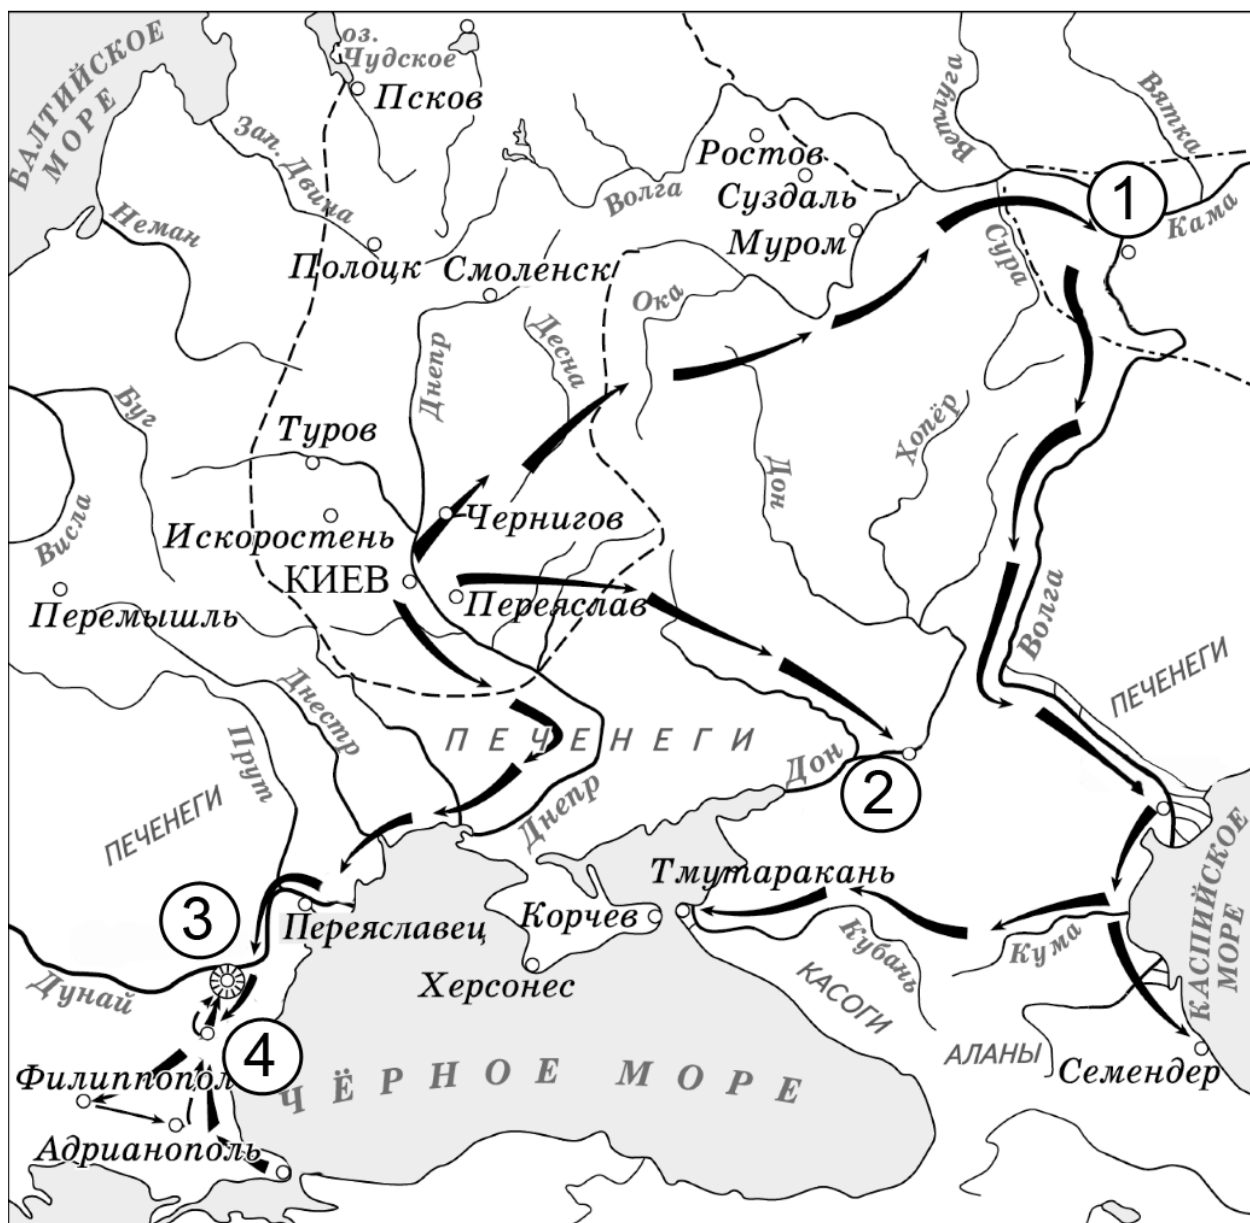 БАЛТИЙСКОЕ
МОРЕ
оз.
Чудское
Псков
Зап. Двина
Неман
Полоцк
Смоленск
Волга
Ростов
Суздаль
Муром
Ветлуга
Вятка
1
Кама
Сура
Ока
Десна
Днепр
Буг
Туров
Висла
Искоростень
Чернигов
КИЕВ
Переяслав
Перемышль
Дон
Хопёр
Волга
ПЕЧЕНЕГИ
Днестр
Прут
ПЕЧЕНЕГИ
ПЕЧЕНЕГИ
Днепр
Дон
2
Тмутаракань
Корчев
Херсонес
3
Переяславец
Дунай
4
Филиппополь
Адрианополь
ЧЁРНОЕ МОРЕ
Кубань
Кума
КАСОГИ
АЛАНЫ
Семендер
КАСПИЙСКОЕ
МОРЕ